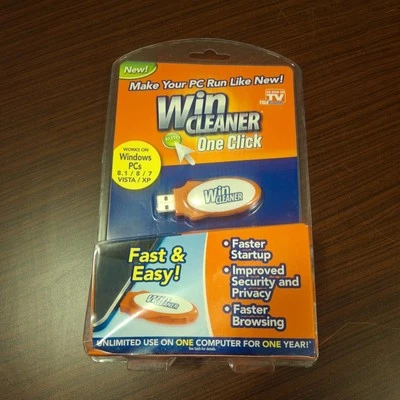 New!
Make Your PC Run Like New!
AS SEEN ON
TV
Win
CLEANER
One Click
WORKS ON
Windows
PCs
8.1 / 8 / 7
VISTA / XP
Win
CLEANER
Fast &
Easy!
• Faster
Startup
• Improved
Security and
Privacy
• Faster
Browsing
UNLIMITED USE ON ONE COMPUTER FOR ONE YEAR!*